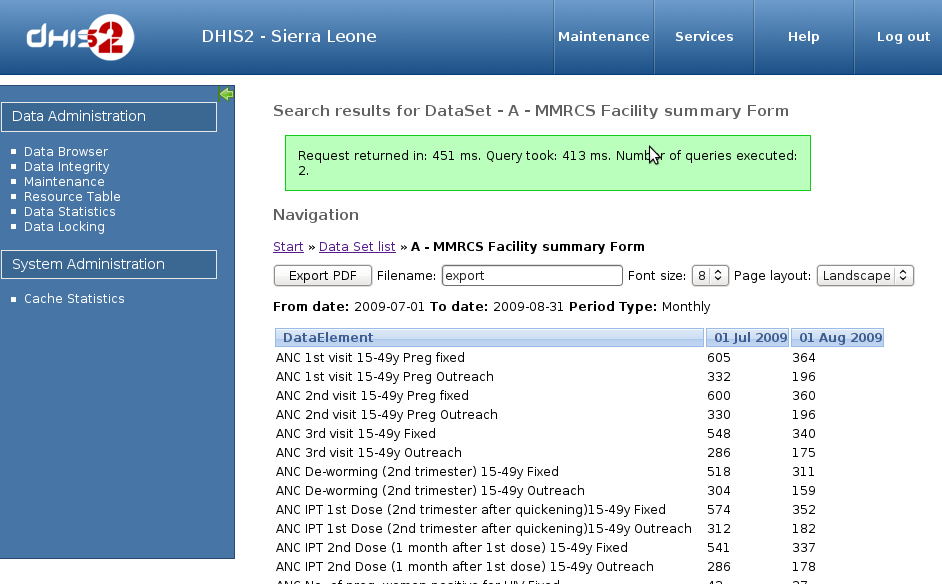 DHIS2
DHIS2 - Sierra Leone
Maintenance
Services
Help
Log out
Data Administration
Data Browser
Data Integrity
Maintenance
Resource Table
Data Statistics
Data Locking
System Administration
Cache Statistics
Search results for DataSet - A - MMRCS Facility summary Form
Request returned in: 451 ms. Query took: 413 ms. Number of queries executed:
2.
Navigation
Start » Data Set list » A - MMRCS Facility summary Form
Export PDF Filename: export Font size: 8 Page layout: Landscape
From date: 2009-07-01 To date: 2009-08-31 Period Type: Monthly
DataElement 01 Jul 2009 01 Aug 2009
ANC 1st visit 15-49y Preg fixed 605 364
ANC 1st visit 15-49y Preg Outreach 332 196
ANC 2nd visit 15-49y Preg fixed 600 360
ANC 2nd visit 15-49y Preg Outreach 330 196
ANC 3rd visit 15-49y Fixed 548 340
ANC 3rd visit 15-49y Outreach 286 175
ANC De-worming (2nd trimester) 15-49y Fixed 518 311
ANC De-worming (2nd trimester) 15-49y Outreach 304 159
ANC IPT 1st Dose (2nd trimester after quickening)15-49y Fixed 574 352
ANC IPT 1st Dose (2nd trimester after quickening)15-49y Outreach 312 182
ANC IPT 2nd Dose (1 month after 1st dose) 15-49y Fixed 541 337
ANC IPT 2nd Dose (1 month after 1st dose) 15-49y Outreach 286 178